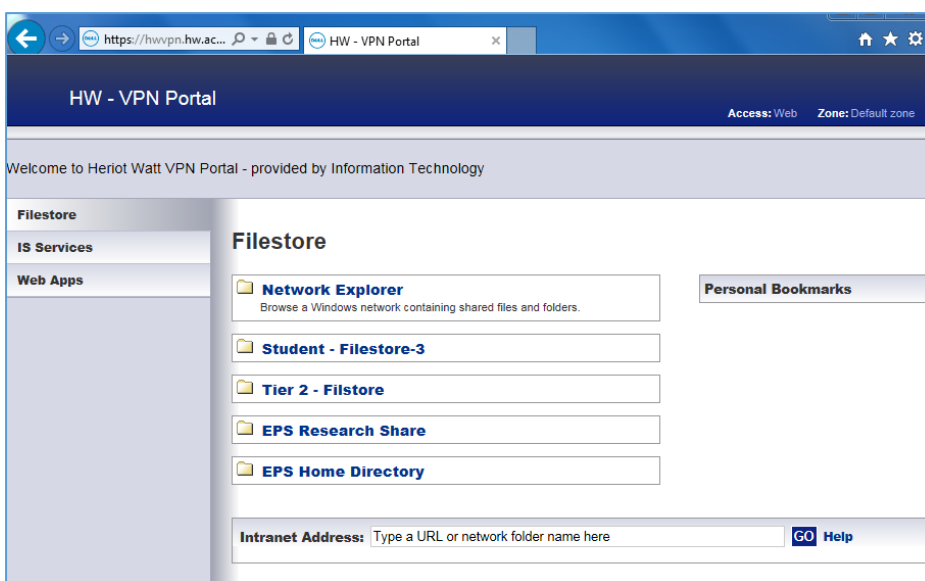 https://hwvpn.hw.ac...
HW - VPN Portal
HW - VPN Portal
Access: Web Zone: Default zone
Welcome to Heriot Watt VPN Portal - provided by Information Technology
Filestore
IS Services
Web Apps
Filestore
Network Explorer
Browse a Windows network containing shared files and folders.
Student - Filestore-3
Tier 2 - Filstore
EPS Research Share
EPS Home Directory
Personal Bookmarks
Intranet Address: Type a URL or network folder name here GO Help